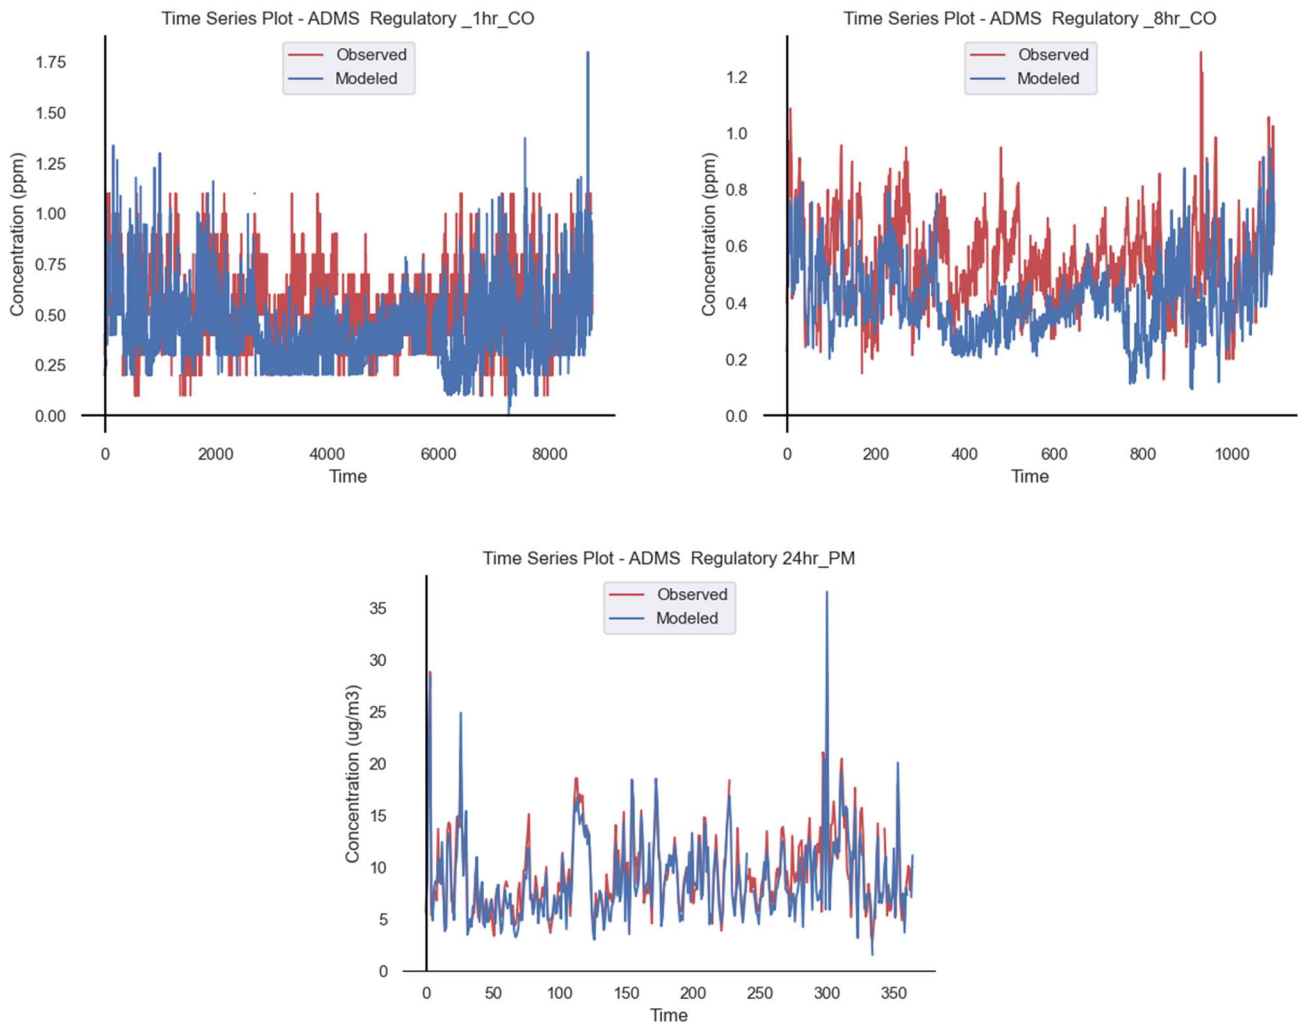 Time Series Plot - ADMS  Regulatory _1hr_CO
Observed
Modeled
Concentration (ppm)
1.75
1.50
1.25
1.00
0.75
0.50
0.25
0.00
0
2000
4000
6000
8000
Time
Time Series Plot - ADMS  Regulatory _8hr_CO
Observed
Modeled
Concentration (ppm)
1.2
1.0
0.8
0.6
0.4
0.2
0.0
0
200
400
600
800
1000
Time
Time Series Plot - ADMS  Regulatory 24hr_PM
Observed
Modeled
Concentration (ug/m3)
35
30
25
20
15
10
5
0
0
50
100
150
200
250
300
350
Time